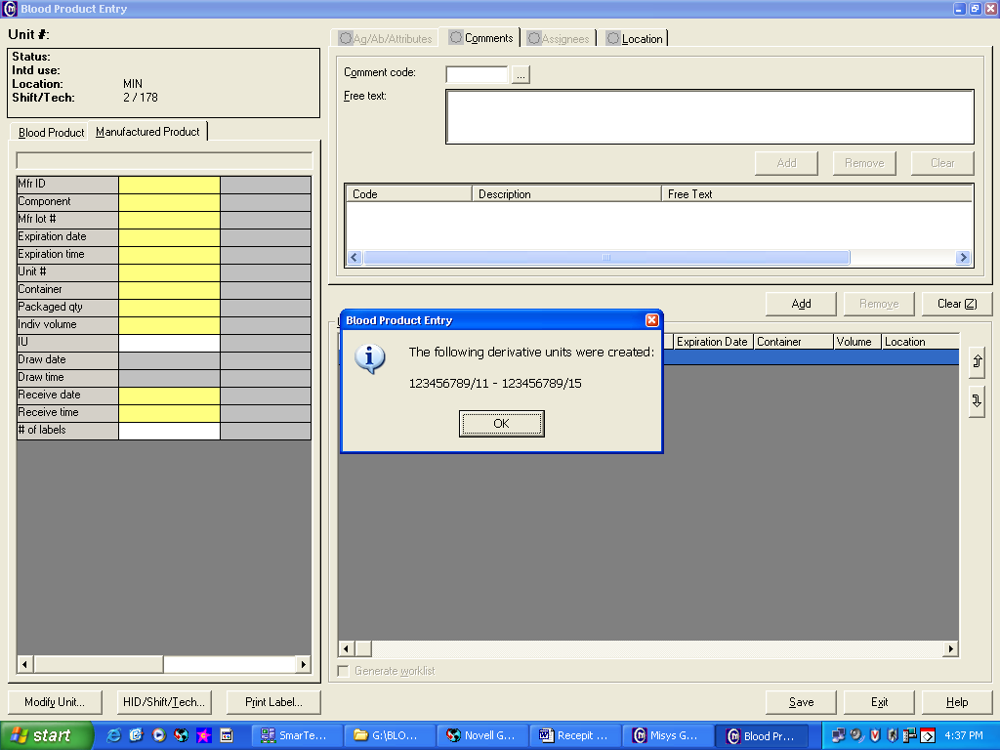 Blood Product Entry
Unit #:
Status:
Intd use:
Location: MIN
Shift/Tech: 2 / 178
Blood Product Manufactured Product
Mfr ID
Component
Mfr lot #
Expiration date
Expiration time
Unit #
Container
Packaged qty
Indiv volume
IU
Draw date
Draw time
Receive date
Receive time
# of labels
Ag/Ab/Attributes Comments Assignees Location
Comment code: ...
Free text:
Add Remove Clear
Code Description Free Text
Add Remove Clear (Z)
Expiration Date Container Volume Location
Blood Product Entry
The following derivative units were created:
123456789/11 - 123456789/15
OK
Generate worklist
Modify Unit... HID/Shift/Tech... Print Label... Save Exit Help
start SmarTe... G:\BLO... Novell G... Recepit ... Misys G... Blood Pr... 4:37 PM